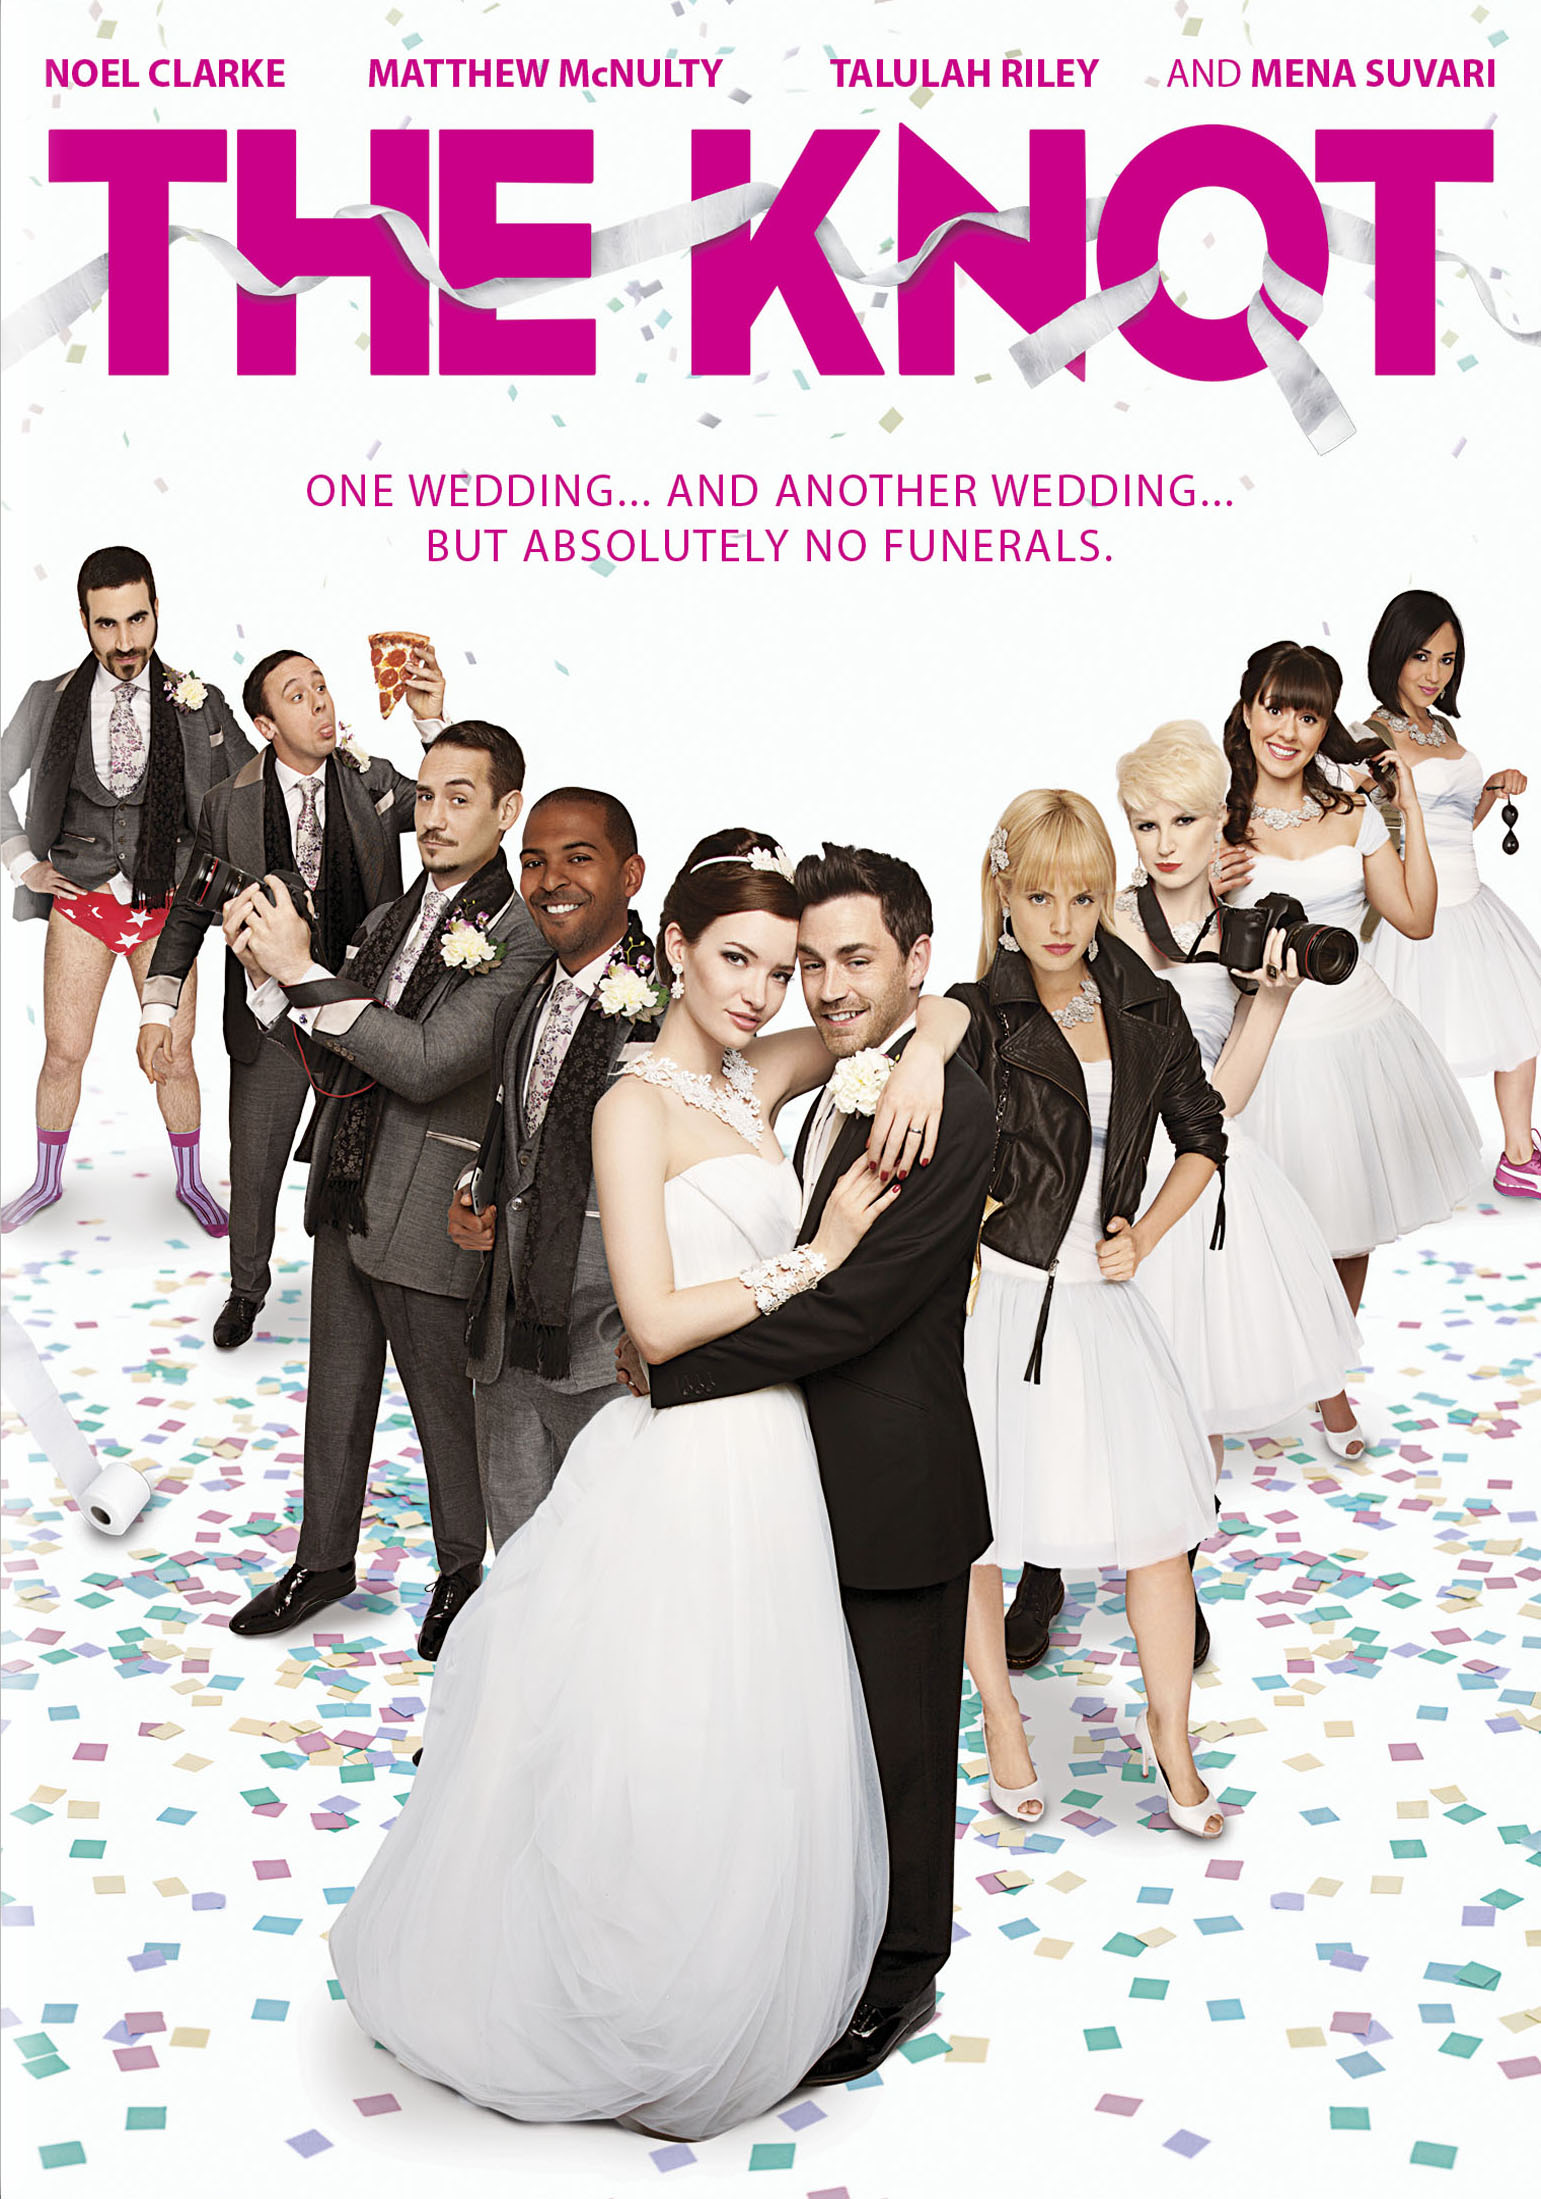 NOEL CLARKE MATTHEW McNULTY TALULAH RILEY AND MENA SUVARI
THE KNOT
ONE WEDDING... AND ANOTHER WEDDING...
BUT ABSOLUTELY NO FUNERALS.